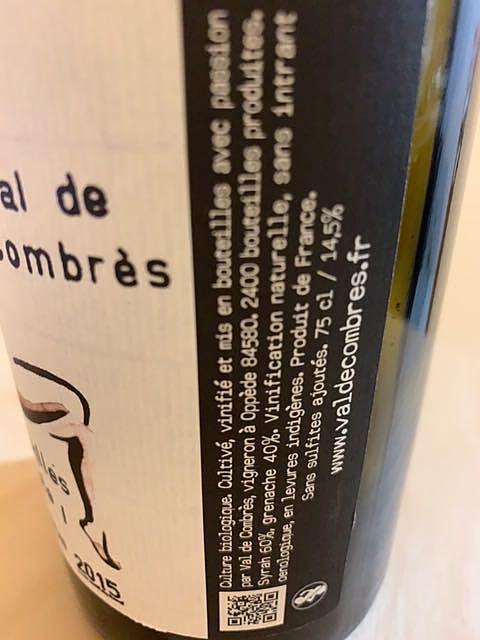 al de
ombrès
2015
Culture biologique. Cultivé, vinifié et mis en bouteilles avec passion
par Val de Combrès, vigneron à Oppède 84580. 2400 bouteilles produites.
Syrah 60%, grenache 40%. Vinification naturelle, sans intrant
oenologique, en levures indigènes. Produit de France.
Sans sulfites ajoutés. 75 cl / 14,5%
www.valdecombres.fr